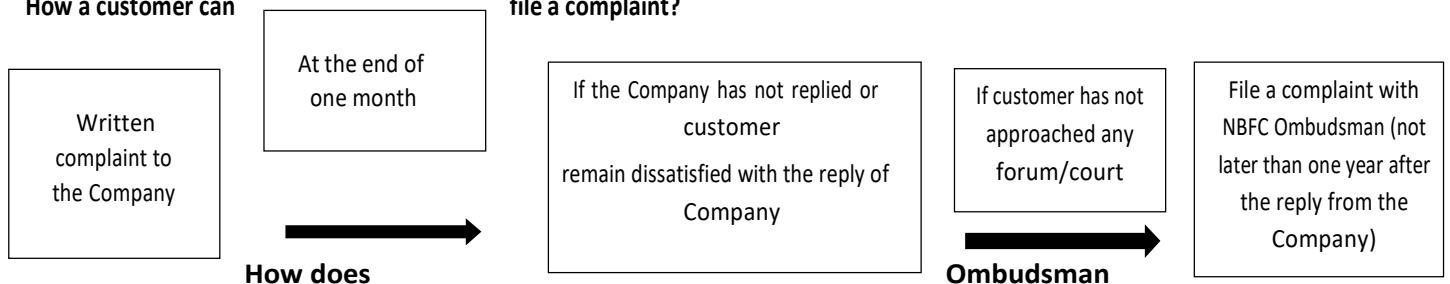 How a customer can file a complaint?
Written
complaint to
the Company
At the end of
one month
If the Company has not replied or
customer
remain dissatisfied with the reply of
Company
If customer has not
approached any
forum/court
File a complaint with
NBFC Ombudsman (not
later than one year after
the reply from the
Company)
How does Ombudsman